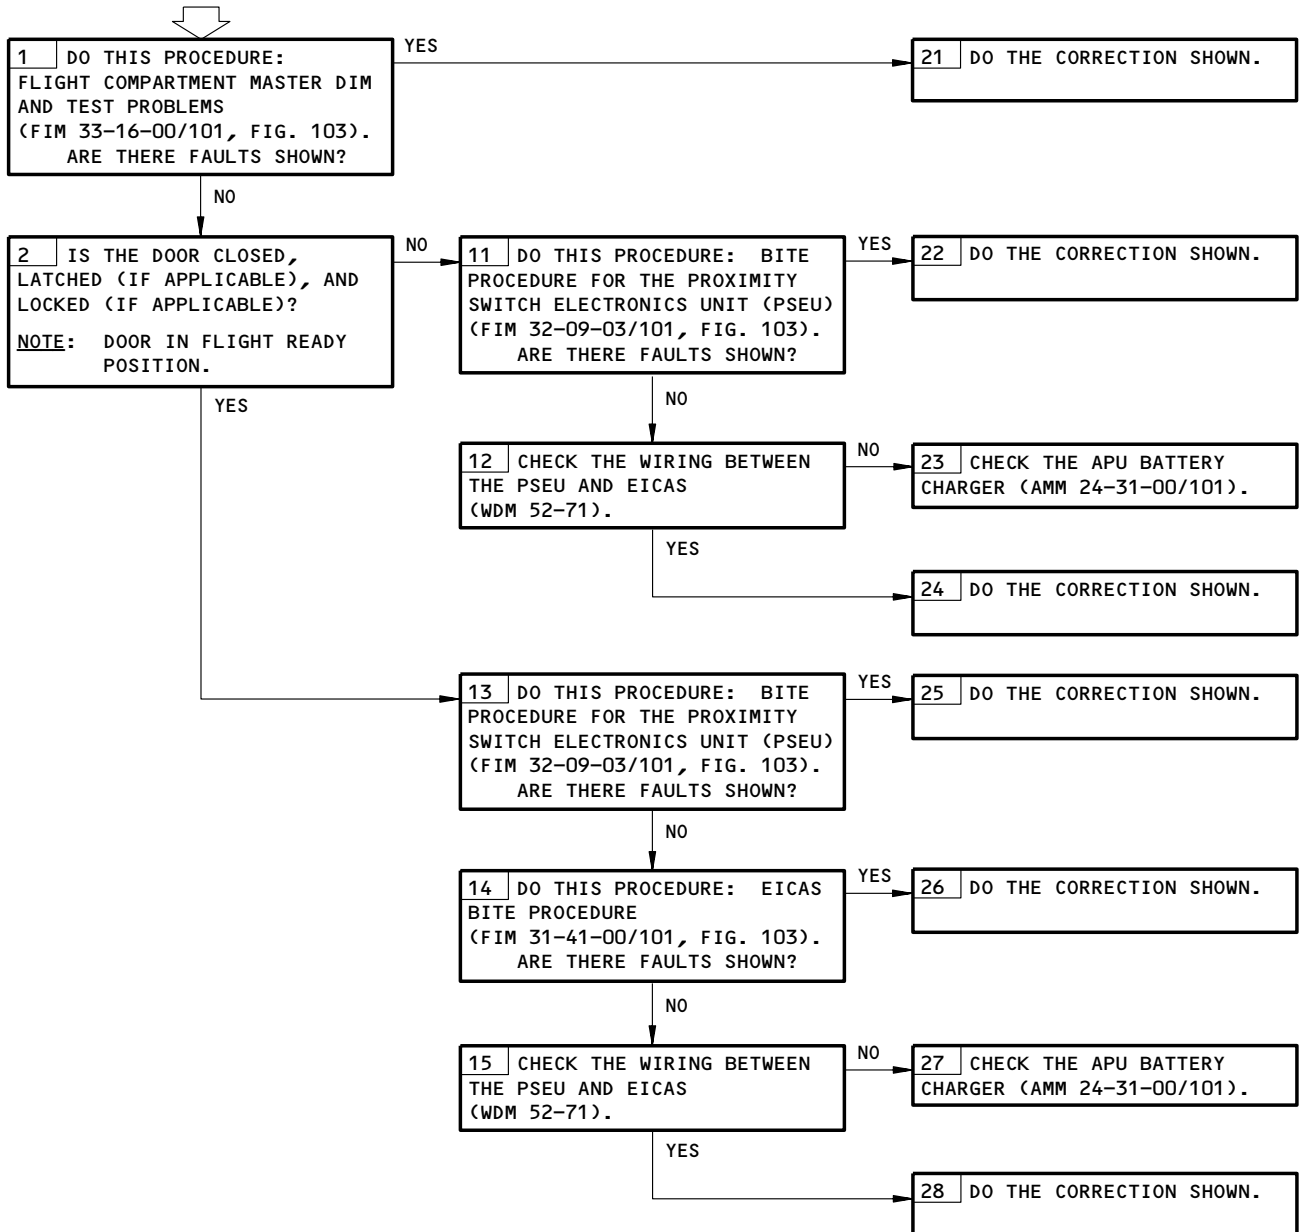 1 DO THIS PROCEDURE:
FLIGHT COMPARTMENT MASTER DIM
AND TEST PROBLEMS
(FIM 33-16-00/101, FIG. 103).
ARE THERE FAULTS SHOWN?
YES
21 DO THE CORRECTION SHOWN.
NO
2 IS THE DOOR CLOSED,
LATCHED (IF APPLICABLE), AND
LOCKED (IF APPLICABLE)?
NOTE: DOOR IN FLIGHT READY
POSITION.
NO
11 DO THIS PROCEDURE: BITE
PROCEDURE FOR THE PROXIMITY
SWITCH ELECTRONICS UNIT (PSEU)
(FIM 32-09-03/101, FIG. 103).
ARE THERE FAULTS SHOWN?
YES
22 DO THE CORRECTION SHOWN.
NO
12 CHECK THE WIRING BETWEEN
THE PSEU AND EICAS
(WDM 52-71).
NO
23 CHECK THE APU BATTERY
CHARGER (AMM 24-31-00/101).
YES
24 DO THE CORRECTION SHOWN.
YES
13 DO THIS PROCEDURE: BITE
PROCEDURE FOR THE PROXIMITY
SWITCH ELECTRONICS UNIT (PSEU)
(FIM 32-09-03/101, FIG. 103).
ARE THERE FAULTS SHOWN?
YES
25 DO THE CORRECTION SHOWN.
NO
14 DO THIS PROCEDURE: EICAS
BITE PROCEDURE
(FIM 31-41-00/101, FIG. 103).
ARE THERE FAULTS SHOWN?
YES
26 DO THE CORRECTION SHOWN.
NO
15 CHECK THE WIRING BETWEEN
THE PSEU AND EICAS
(WDM 52-71).
NO
27 CHECK THE APU BATTERY
CHARGER (AMM 24-31-00/101).
YES
28 DO THE CORRECTION SHOWN.